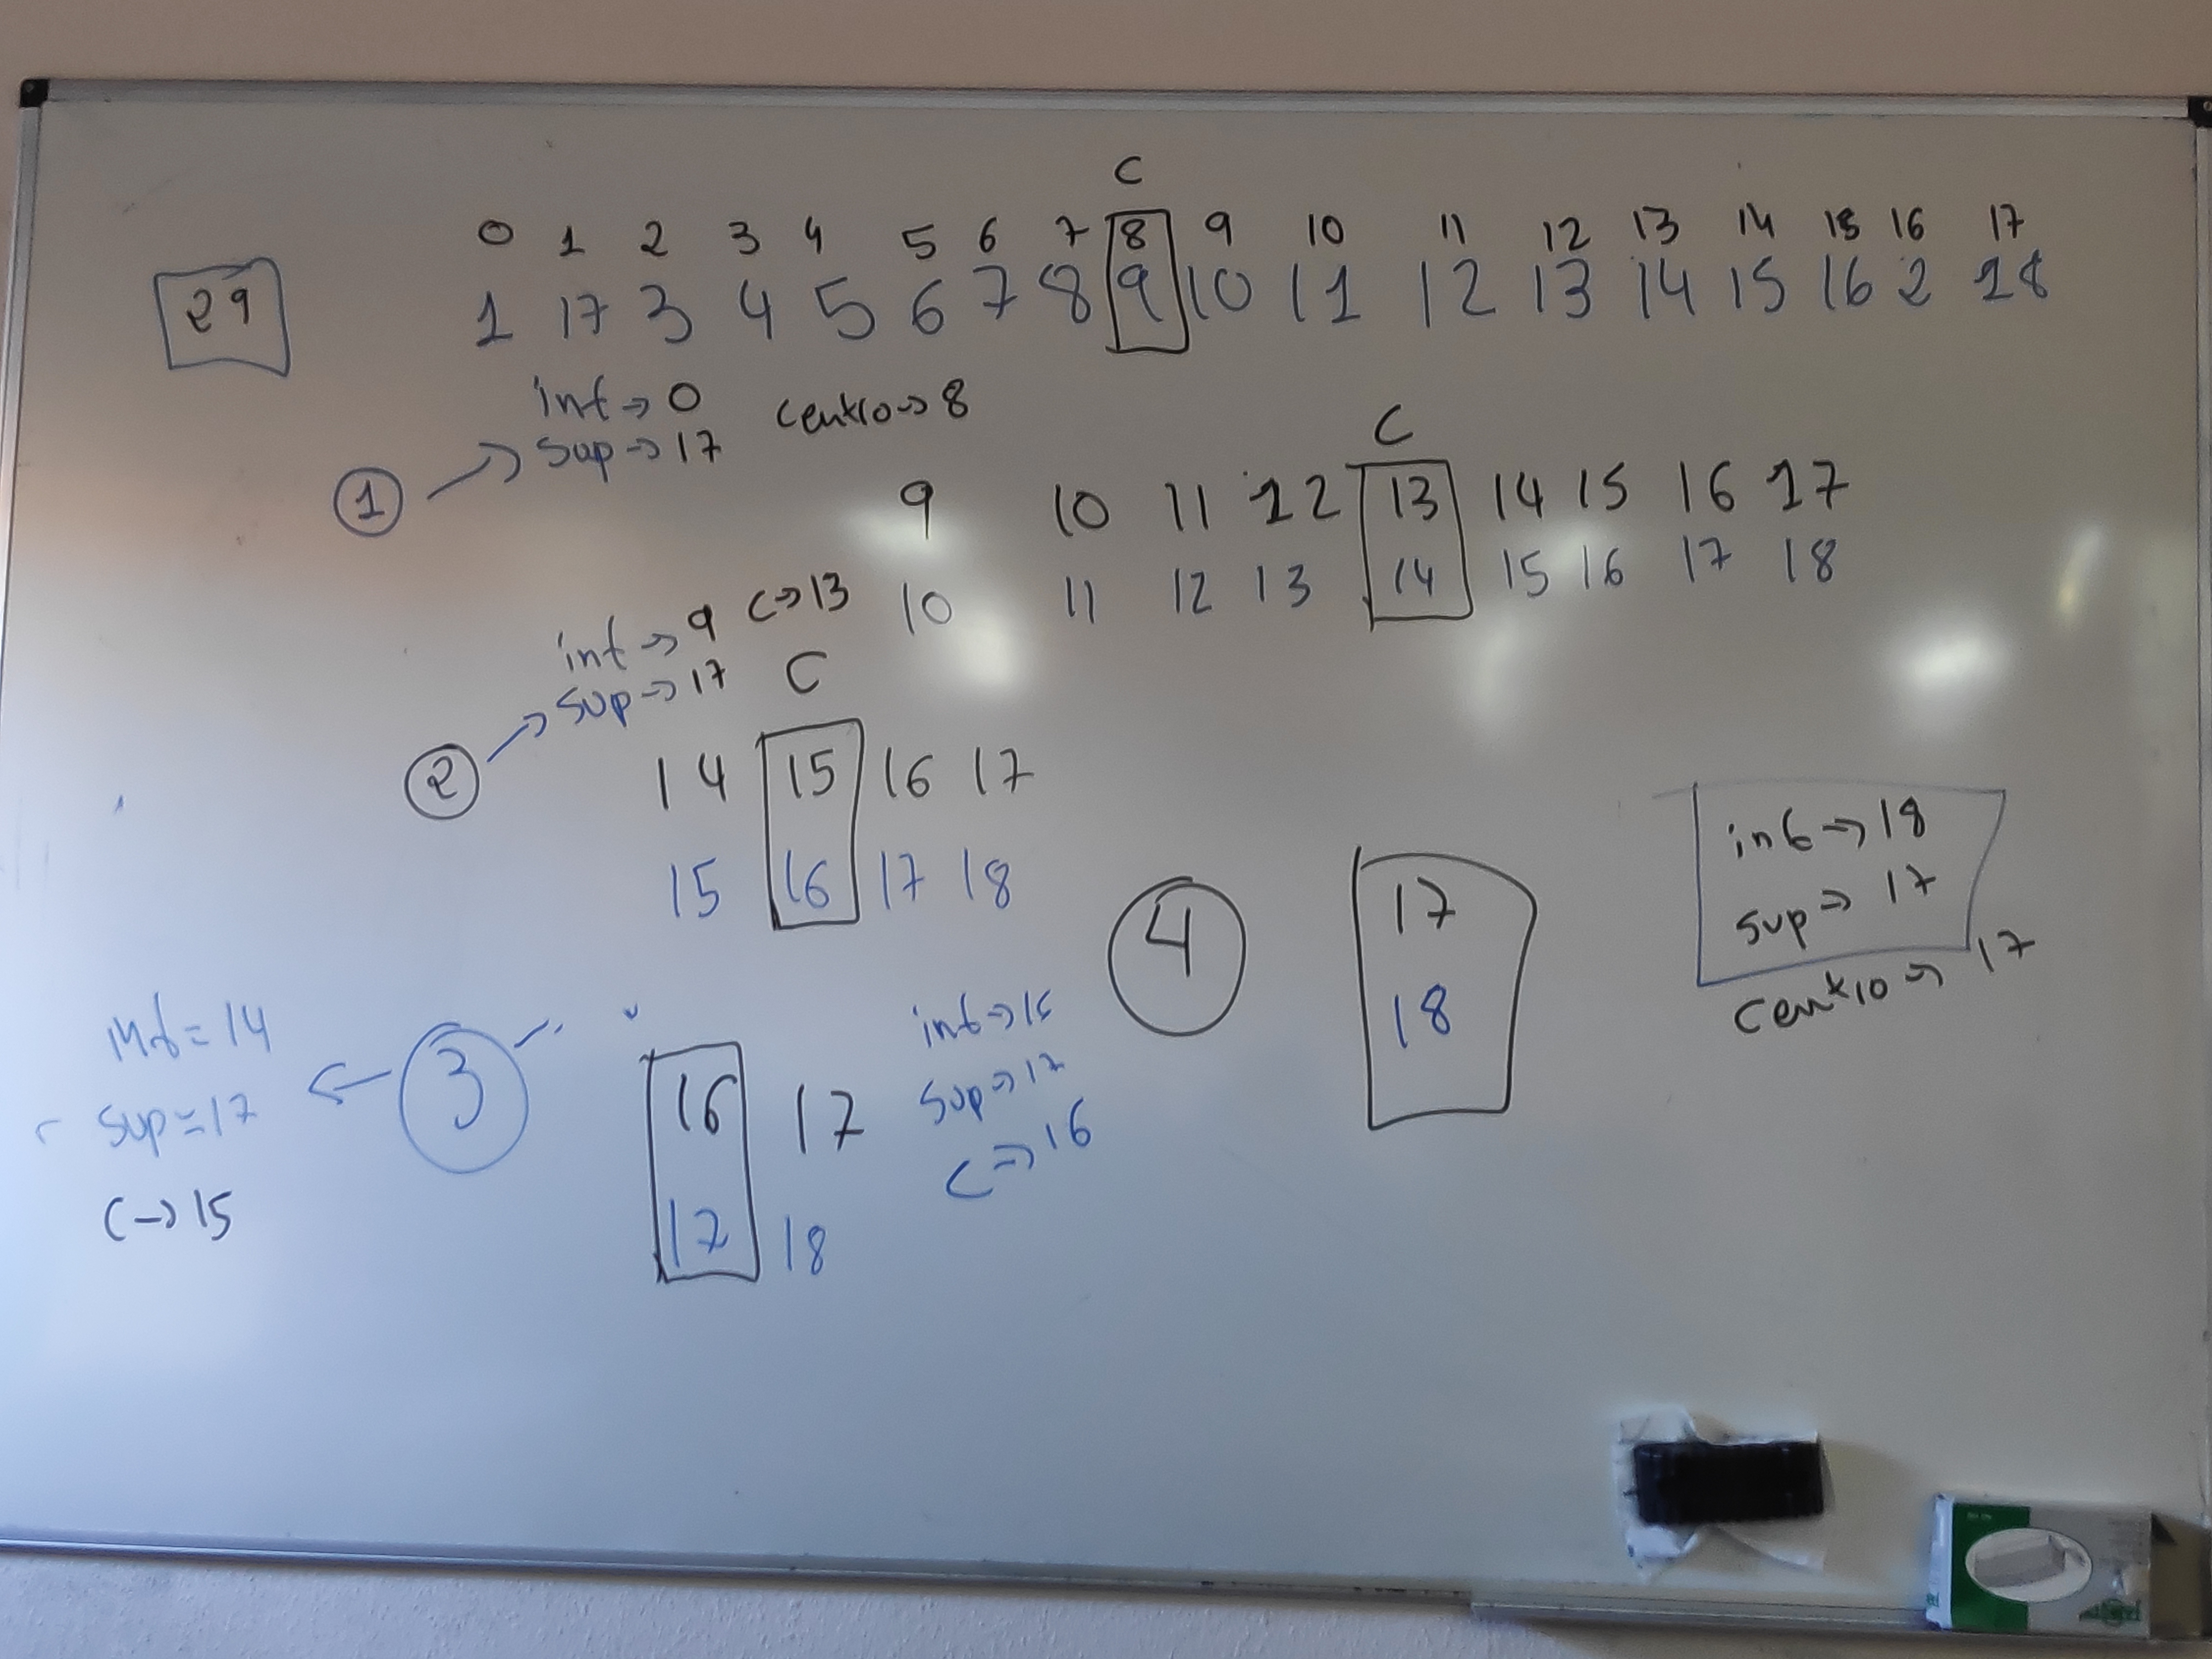 C
0 1 2 3 4 5 6 7 8 9 10 11 12 13 14 15 16 17
29
1 17 3 4 5 6 7 8 9 10 11 12 13 14 15 16 2 18
inf → 0
sup → 17
centro → 8
1
C
9 10 11 12 13 14 15 16 17
10 11 12 13 14 15 16 17 18
inf → 9
sup → 17
C → 13
2
C
14 15 16 17
15 16 17 18
inf → 18
sup → 17
centro → 17
4
17
18
inf = 14
sup = 17
C → 15
3
16 17
17 18
sup → 17
C → 16